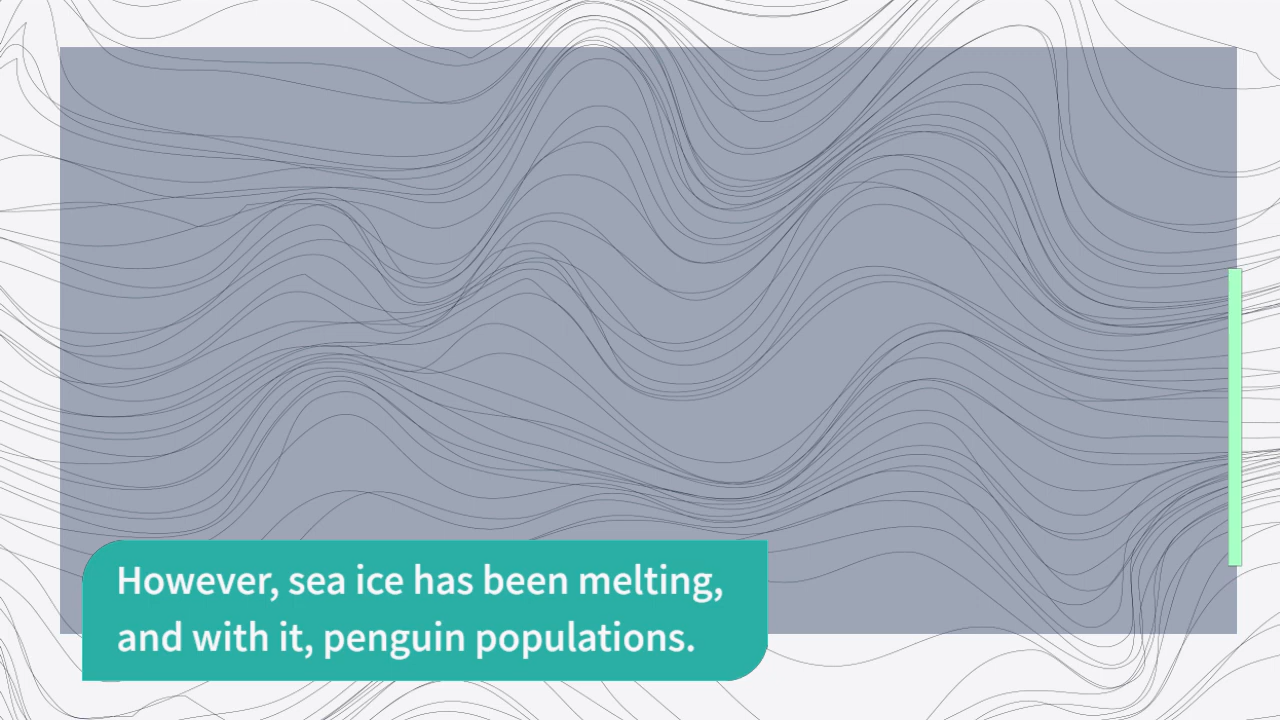 However, sea ice has been melting,
and with it, penguin populations.